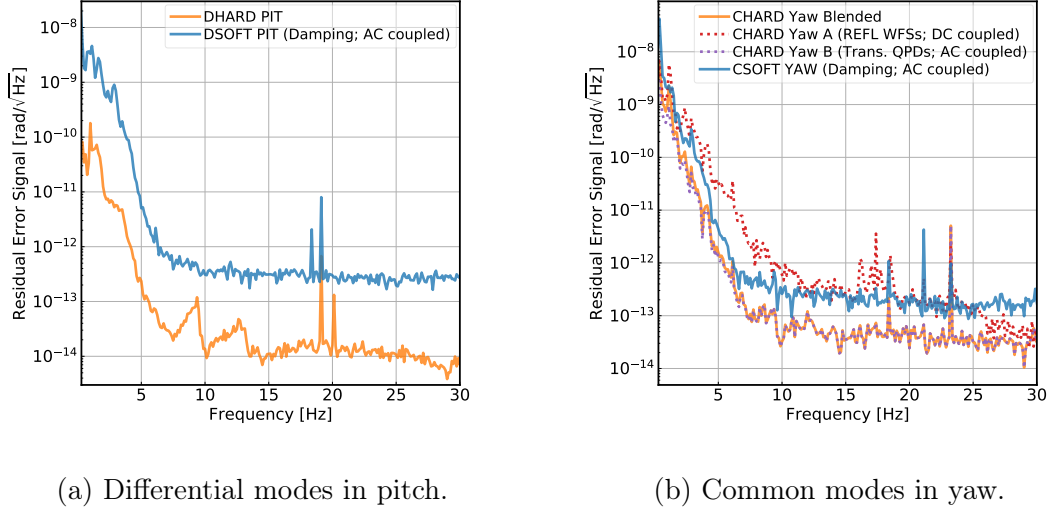 DHARD PIT
DSOFT PIT (Damping; AC coupled)
Residual Error Signal [rad/√Hz]
10⁻⁸
10⁻⁹
10⁻¹⁰
10⁻¹¹
10⁻¹²
10⁻¹³
10⁻¹⁴
5 10 15 20 25 30
Frequency [Hz]
(a) Differential modes in pitch.
CHARD Yaw Blended
CHARD Yaw A (REFL WFSs; DC coupled)
CHARD Yaw B (Trans. QPDs; AC coupled)
CSOFT YAW (Damping; AC coupled)
Residual Error Signal [rad/√Hz]
10⁻⁸
10⁻⁹
10⁻¹⁰
10⁻¹¹
10⁻¹²
10⁻¹³
10⁻¹⁴
5 10 15 20 25 30
Frequency [Hz]
(b) Common modes in yaw.